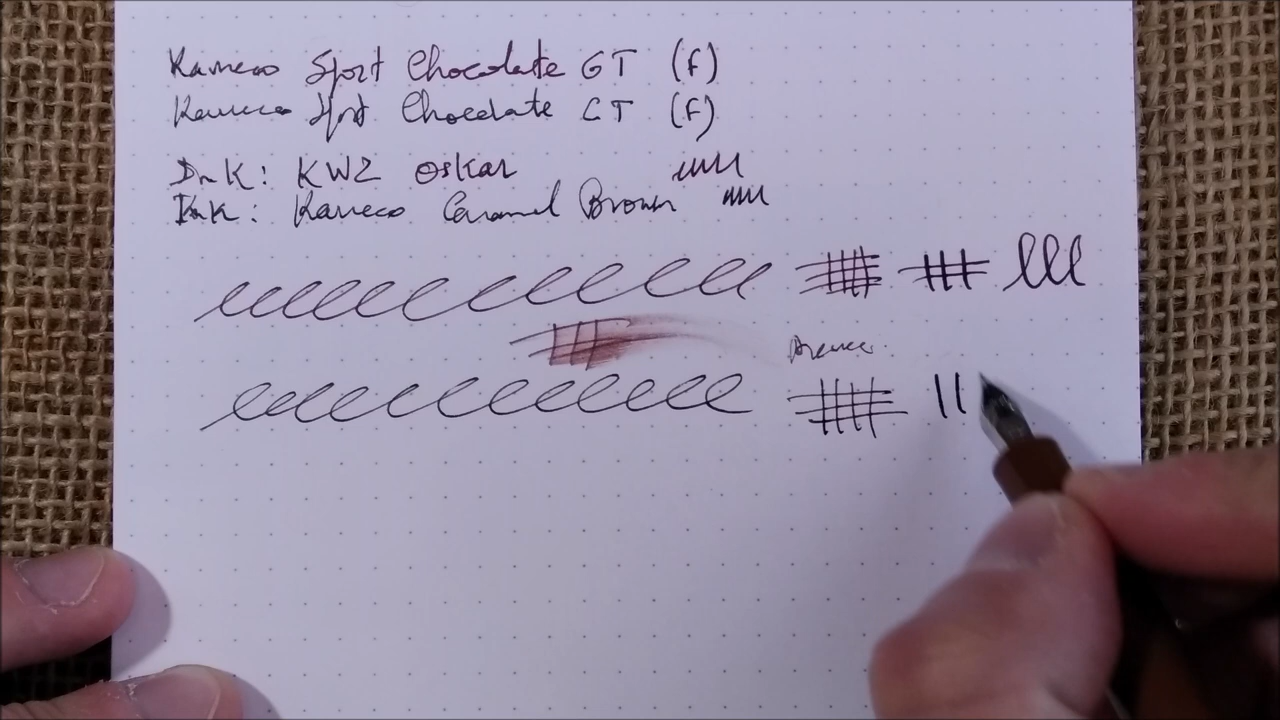 Kaweco Sport Chocolate GT (F)
Kaweco Sport Chocolate CT (F)
Ink: KWZ Oskar
Ink: Kaweco Caramel Brown